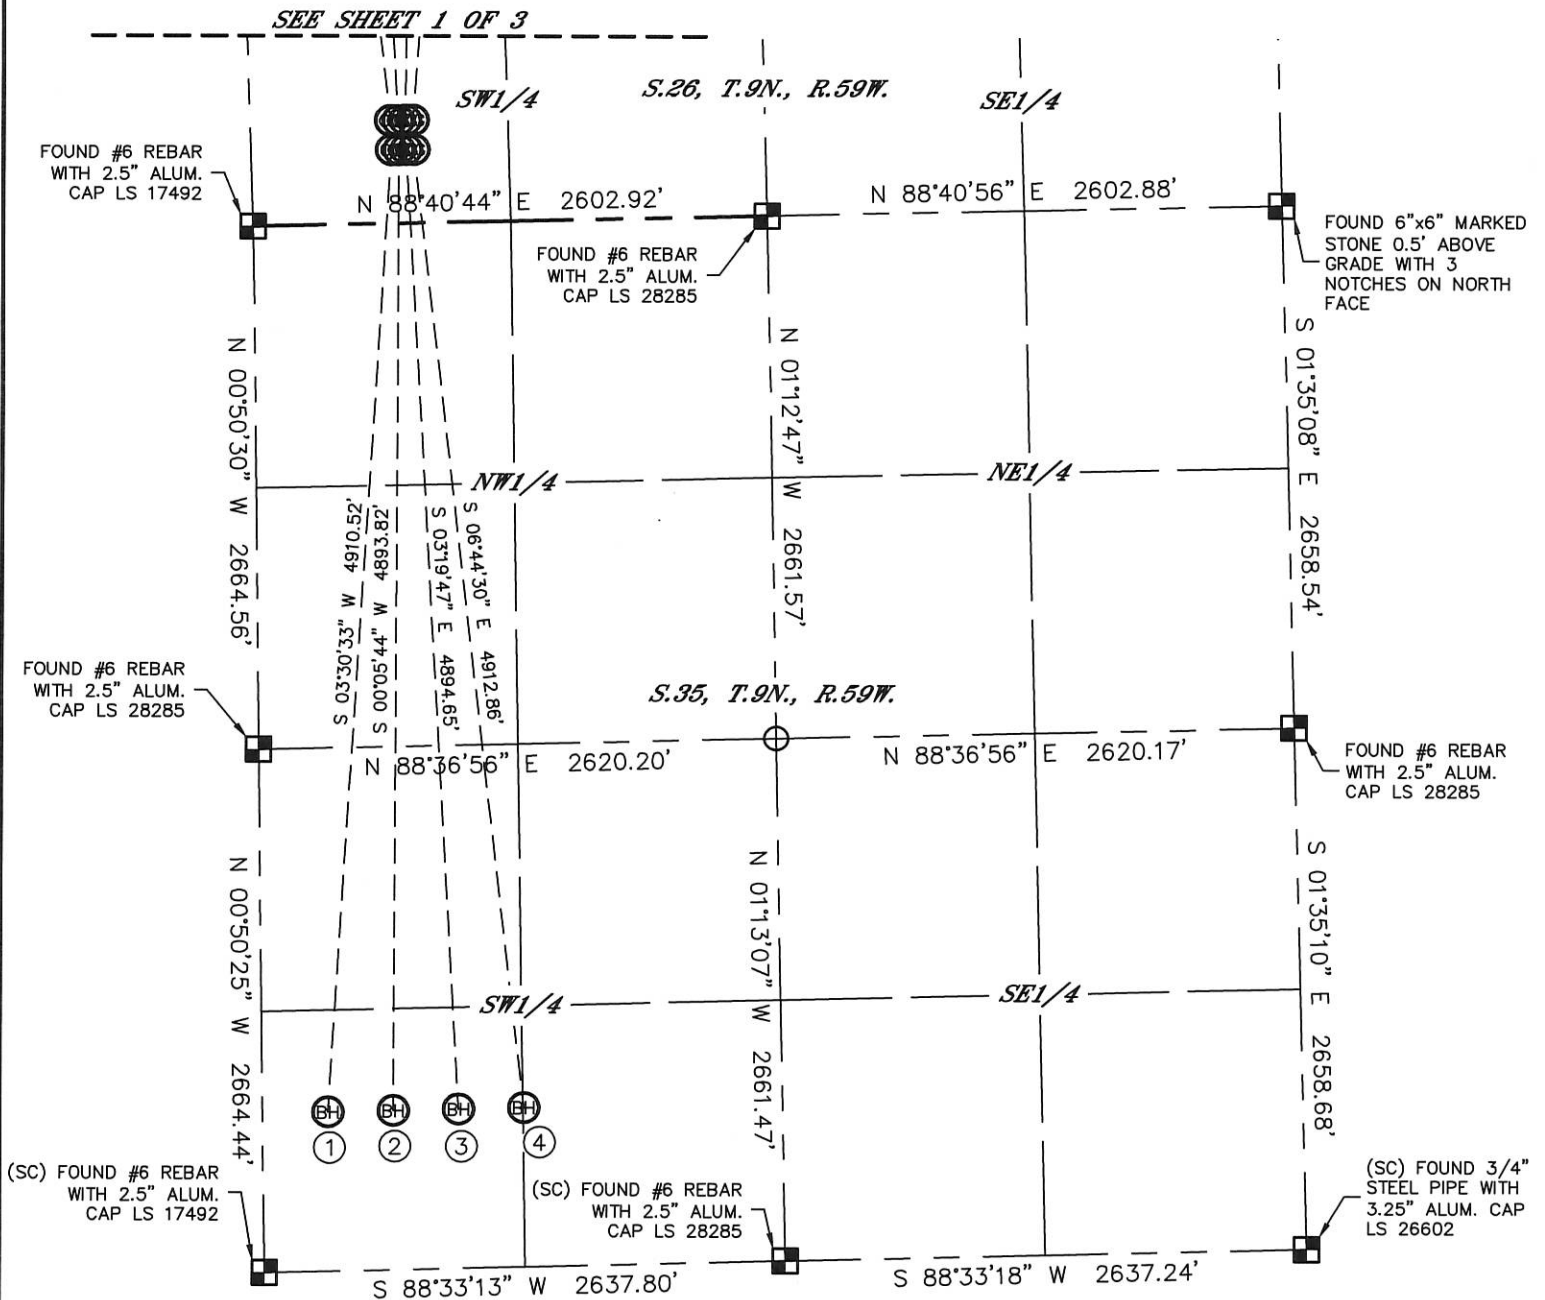 SEE SHEET 1 OF 3
SW1/4
S.26, T.9N., R.59W.
SE1/4
FOUND #6 REBAR
WITH 2.5" ALUM.
CAP LS 17492
N 88°40'44" E 2602.92'
N 88°40'56" E 2602.88'
FOUND #6 REBAR
WITH 2.5" ALUM.
CAP LS 28285
FOUND 6"x6" MARKED
STONE 0.5' ABOVE
GRADE WITH 3
NOTCHES ON NORTH
FACE
N 00°50'30" W 2664.56'
N 01°12'47" W 2661.57'
S 01°35'08" E 2658.54'
NW1/4
NE1/4
S 03°30'33" W 4910.52'
S 00°05'44" W 4893.82'
S 03°19'47" E 4894.65'
S 06°44'30" E 4912.86'
FOUND #6 REBAR
WITH 2.5" ALUM.
CAP LS 28285
S.35, T.9N., R.59W.
N 88°36'56" E 2620.20'
N 88°36'56" E 2620.17'
FOUND #6 REBAR
WITH 2.5" ALUM.
CAP LS 28285
N 00°50'25" W 2664.44'
N 01°13'07" W 2661.47'
S 01°35'10" E 2658.68'
SW1/4
SE1/4
BH
BH
BH
BH
1
2
3
4
(SC) FOUND #6 REBAR
WITH 2.5" ALUM.
CAP LS 17492
(SC) FOUND #6 REBAR
WITH 2.5" ALUM.
CAP LS 28285
(SC) FOUND 3/4"
STEEL PIPE WITH
3.25" ALUM. CAP
LS 26602
S 88°33'13" W 2637.80'
S 88°33'18" W 2637.24'